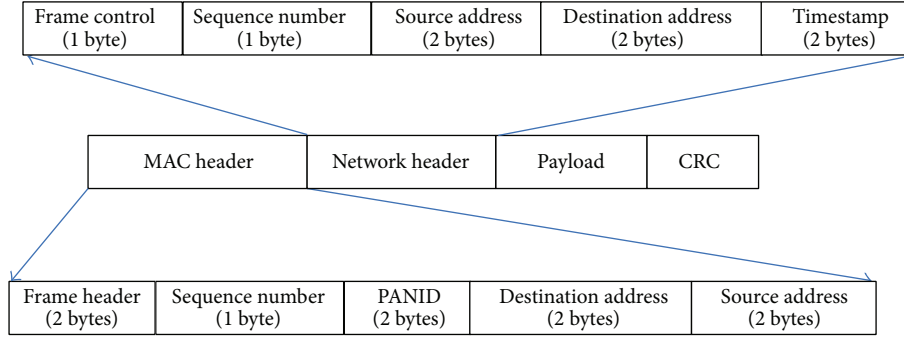 Frame control Sequence number Source address Destination address Timestamp
(1 byte) (1 byte) (2 bytes) (2 bytes) (2 bytes)
MAC header Network header Payload CRC
Frame header Sequence number PANID Destination address Source address
(2 bytes) (1 byte) (2 bytes) (2 bytes) (2 bytes)